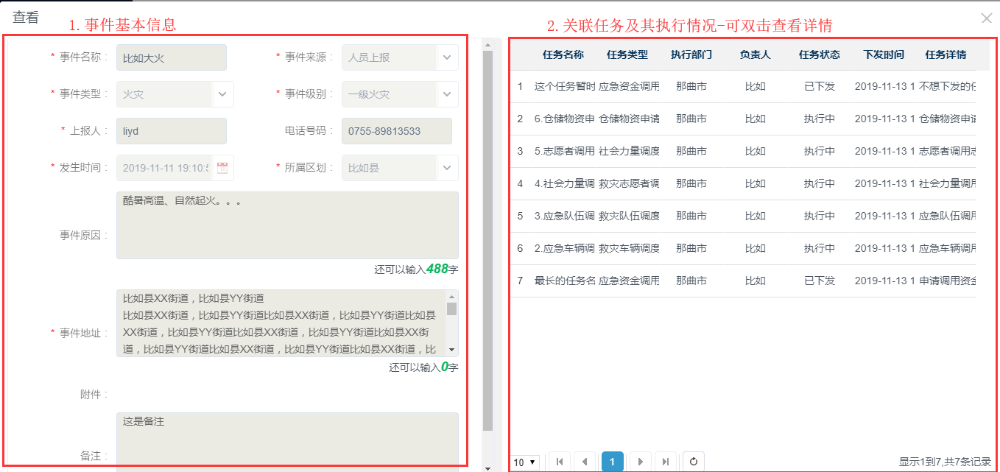 查看
1. 事件基本信息
* 事件名称 : 比如大火 * 事件来源 : 人员上报
* 事件类型 : 火灾 * 事件级别 : 一级火灾
* 上报人 : liyd 电话号码 : 0755-89813533
* 发生时间 : 2019-11-11 19:10: * 所属区划 : 比如县
事件原因 : 酷暑高温、自然起火。。。
还可以输入488字
* 事件地址 :
比如县XX街道，比如县YY街道
比如县XX街道，比如县YY街道比如县XX街道，比如县YY街道比如县
XX街道，比如县YY街道比如县XX街道，比如县YY街道比如县XX街
道，比如县YY街道比如县XX街道，比如县YY街道比如县XX街道，比
还可以输入0字
附件 :
备注 : 这是备注
2. 关联任务及其执行情况-可双击查看详情
任务名称 任务类型 执行部门 负责人 任务状态 下发时间 任务详情
1 这个任务暂时 应急资金调用 那曲市 比如 已下发 2019-11-13 1 不想下发的任
2 6.仓储物资申 仓储物资申请 那曲市 比如 执行中 2019-11-13 1 仓储物资申请
3 5.志愿者调用 社会力量调度 那曲市 比如 执行中 2019-11-13 1 志愿者调用志
4 4.社会力量调 救灾志愿者调 那曲市 比如 执行中 2019-11-13 1 社会力量调用
5 3.应急队伍调 救灾队伍调度 那曲市 比如 执行中 2019-11-13 1 应急队伍调用
6 2.应急车辆调 救灾车辆调度 那曲市 比如 执行中 2019-11-13 1 应急车辆调用
7 最长的任务名 应急资金调用 那曲市 比如 已下发 2019-11-13 1 申请调用资金
10 1 显示1到7,共7条记录